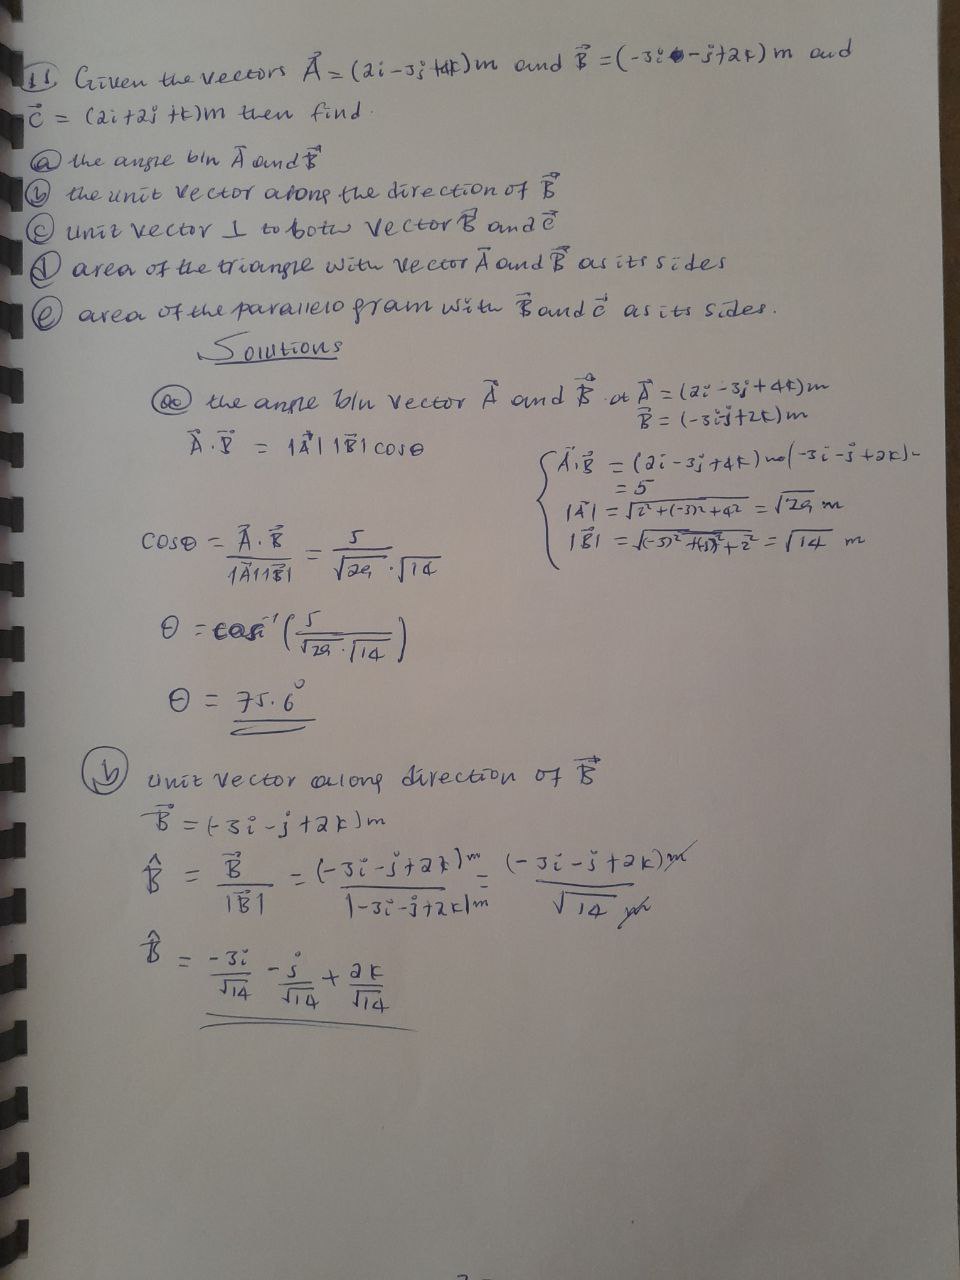 11 Given the vectors A⃗ = (2i-3j+4k)m and B⃗ = (-3i-j+2k)m and
C⃗ = (2i+2j+k)m then find.
ⓐ the angle b/n A⃗ and B⃗
ⓑ the unit vector along the direction of B⃗
ⓒ unit vector ⊥ to both vector B⃗ and C⃗
ⓓ area of the triangle with vector A⃗ and B⃗ as its sides
ⓔ area of the parallelogram with B⃗ and C⃗ as its sides.
Solutions
ⓐ the angle b/n vector A⃗ and B⃗ A⃗ = (2i-3j+4k)m
B⃗ = (-3i-j+2k)m
A⃗.B⃗ = |A⃗||B⃗|cosθ
A⃗.B⃗ = (2i-3j+4k) (-3i-j+2k)
= 5
|A⃗| = √2²+(-3)²+4² = √29 m
|B⃗| = √(-3)²+(-1)²+2² = √14 m
cosθ = A⃗.B⃗/|A⃗||B⃗| = 5/√29.√14
θ = cos⁻¹(5/√29.√14)
θ = 75.6°
ⓑ unit vector along direction of B⃗
B⃗ = (-3i-j+2k)m
B̂ = B⃗/|B⃗| = (-3i-j+2k)m/|-3i-j+2k|m = (-3i-j+2k)m/√14 m
B̂ = -3i/√14 - j/√14 + 2k/√14